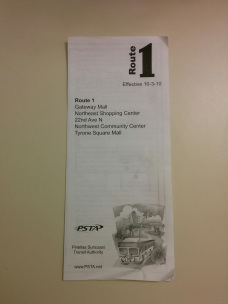 Route 1
Effective 10-3-10
Route 1
Gateway Mall
Northwest Shopping Center
22nd Ave N
Northwest Community Center
Tyrone Square Mall
PSTA
Pinellas Suncoast
Transit Authority
www.PSTA.net